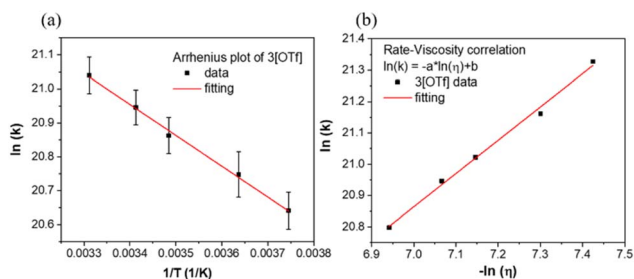 (a)
ln (k)
21.1
21.0
20.9
20.8
20.7
20.6
Arrhenius plot of 3[OTf]
data
fitting
0.0033 0.0034 0.0035 0.0036 0.0037 0.0038
1/T (1/K)
(b)
ln (k)
21.4
21.3
21.2
21.1
21.0
20.9
20.8
Rate-Viscosity correlation
ln(k) = -a*ln(η)+b
3[OTf] data
fitting
6.9 7.0 7.1 7.2 7.3 7.4 7.5
-ln (η)